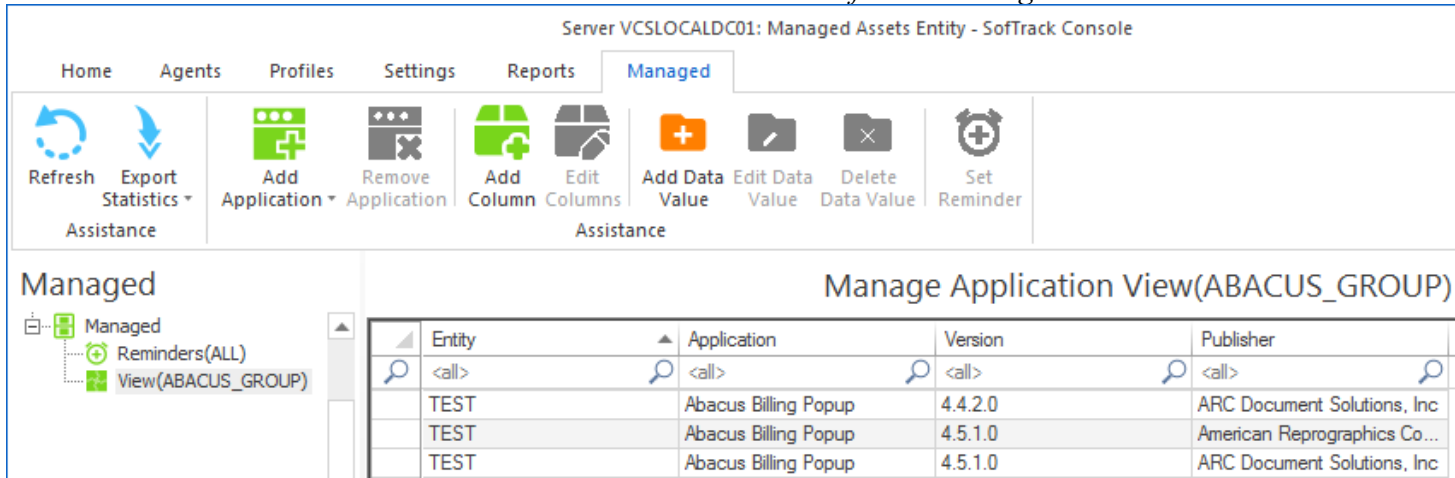 Server VCSLOCALDC01: Managed Assets Entity - SofTrack Console
Home Agents Profiles Settings Reports Managed
Refresh Export Statistics Add Application Remove Application Add Column Edit Columns Add Data Value Edit Data Value Delete Data Value Set Reminder
Assistance Assistance
Managed Manage Application View(ABACUS_GROUP)
Managed
Reminders(ALL)
View(ABACUS_GROUP)
Entity Application Version Publisher
<all> <all> <all> <all>
TEST Abacus Billing Popup 4.4.2.0 ARC Document Solutions, Inc
TEST Abacus Billing Popup 4.5.1.0 American Reprographics Co...
TEST Abacus Billing Popup 4.5.1.0 ARC Document Solutions, Inc